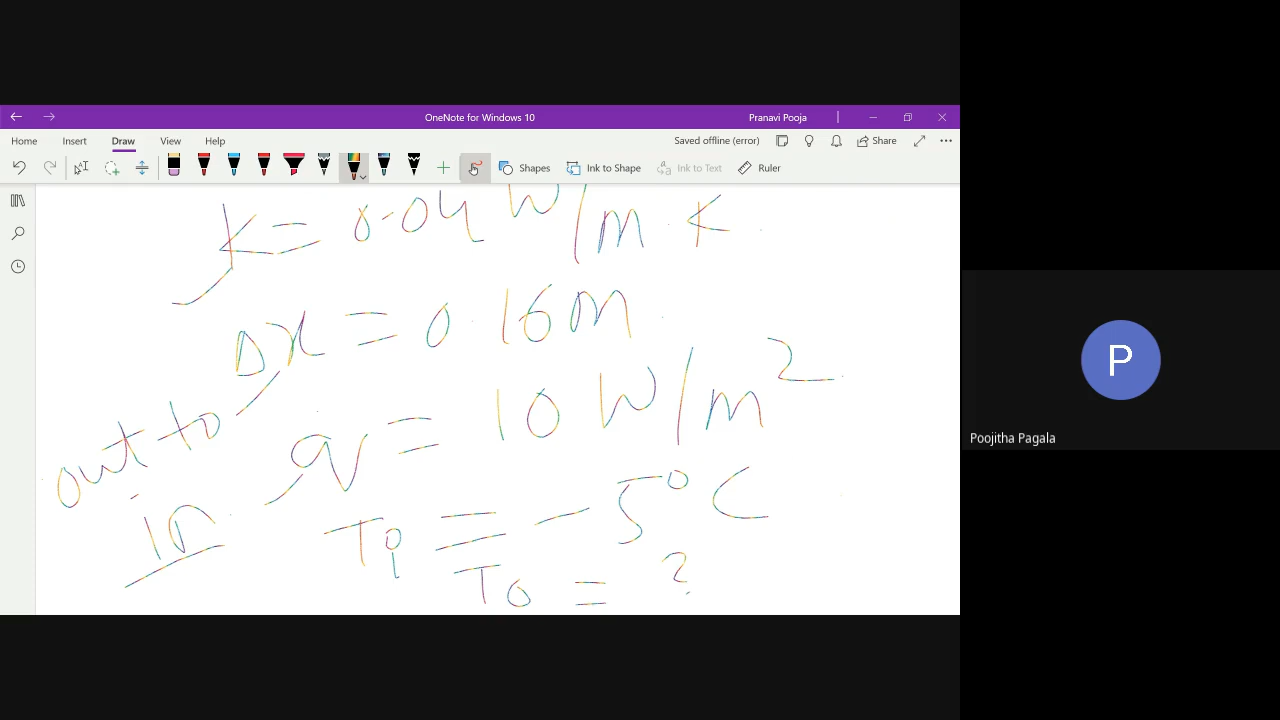 OneNote for Windows 10
Pranavi Pooja
Home Insert Draw View Help
Saved offline (error)
Share
Shapes
Ink to Shape
Ink to Text
Ruler
k = 0.04 W/m.K
Δx = 0.16m
q = 10 W/m²
out to
in
Ti = -5°C
To = ?
P
Poojitha Pagala